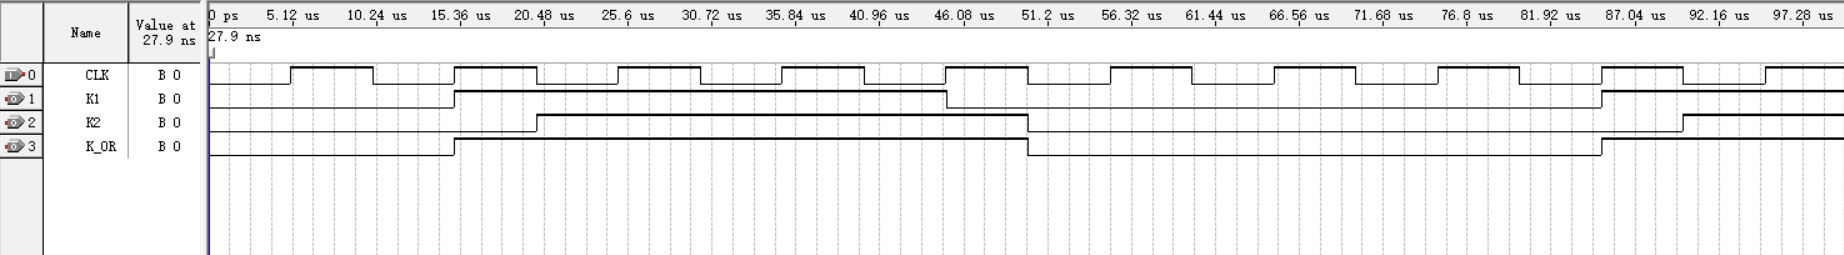 Name
Value at
27.9 ns
0 ps 5.12 us 10.24 us 15.36 us 20.48 us 25.6 us 30.72 us 35.84 us 40.96 us 46.08 us 51.2 us 56.32 us 61.44 us 66.56 us 71.68 us 76.8 us 81.92 us 87.04 us 92.16 us 97.28 us
27.9 ns
0 CLK B 0
1 K1 B 0
2 K2 B 0
3 K_OR B 0